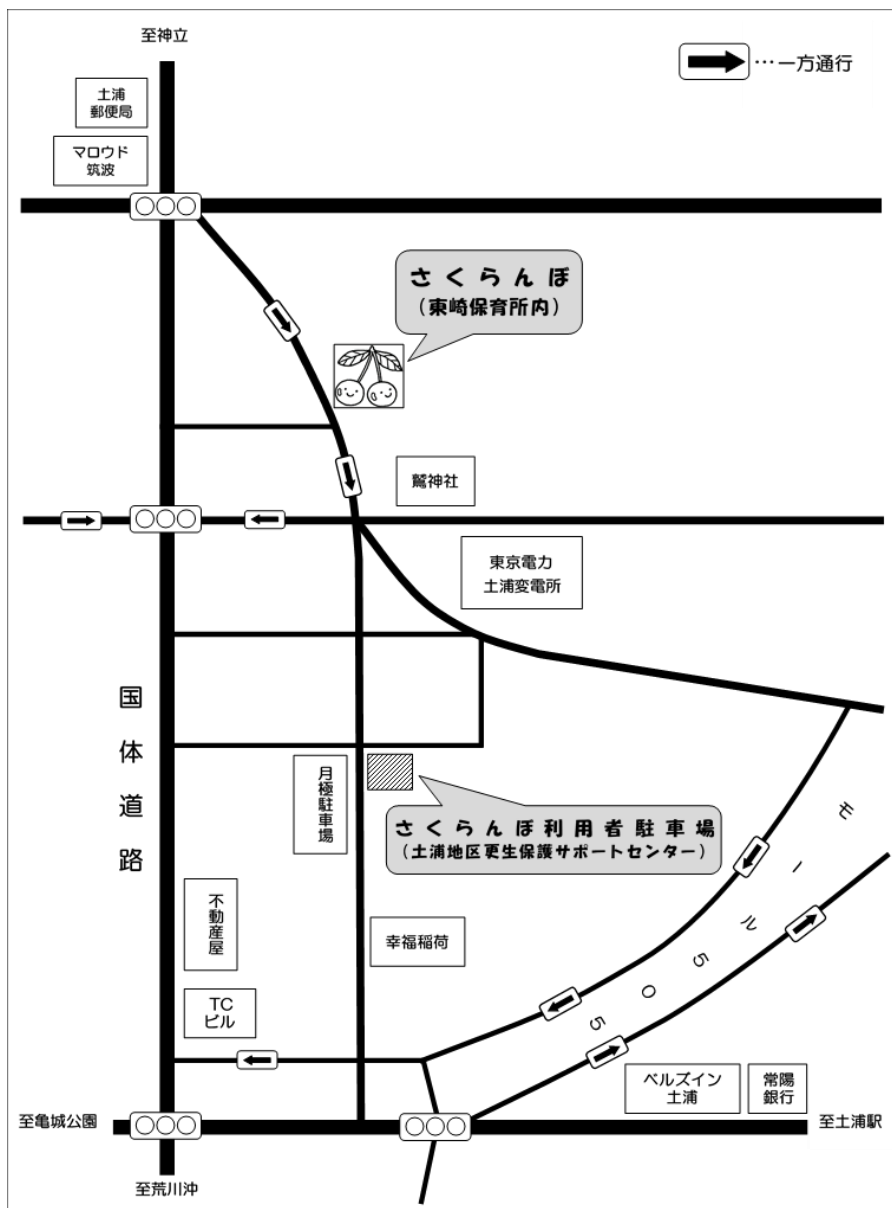 至神立
…一方通行
土浦
郵便局
マロウド
筑波
さくらんぼ
（東崎保育所内）
鷲神社
東京電力
土浦変電所
国体道路
月極駐車場
さくらんぼ利用者駐車場
（土浦地区更生保護サポートセンター）
モール505
不動産屋
幸福稲荷
TC
ビル
ベルズイン
土浦
常陽
銀行
至亀城公園
至土浦駅
至荒川沖